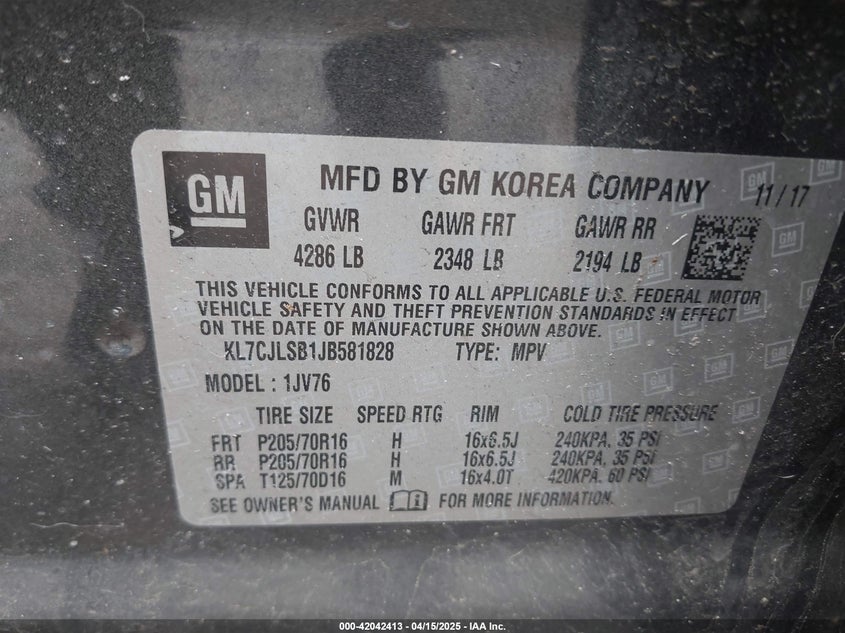 GM
MFD BY GM KOREA COMPANY 11/17
GVWR GAWR FRT GAWR RR
4286 LB 2348 LB 2194 LB
THIS VEHICLE CONFORMS TO ALL APPLICABLE U.S. FEDERAL MOTOR
VEHICLE SAFETY AND THEFT PREVENTION STANDARDS IN EFFECT
ON THE DATE OF MANUFACTURE SHOWN ABOVE.
KL7CJLSB1JB581828 TYPE: MPV
MODEL : 1JV76
TIRE SIZE SPEED RTG RIM COLD TIRE PRESSURE
FRT P205/70R16 H 16x6.5J 240KPA, 35 PSI
RR P205/70R16 H 16x6.5J 240KPA, 35 PSI
SPA T125/70D16 M 16x4.0T 420KPA, 60 PSI
SEE OWNER'S MANUAL FOR MORE INFORMATION.
000-42042413 - 04/15/2025 - IAA Inc.